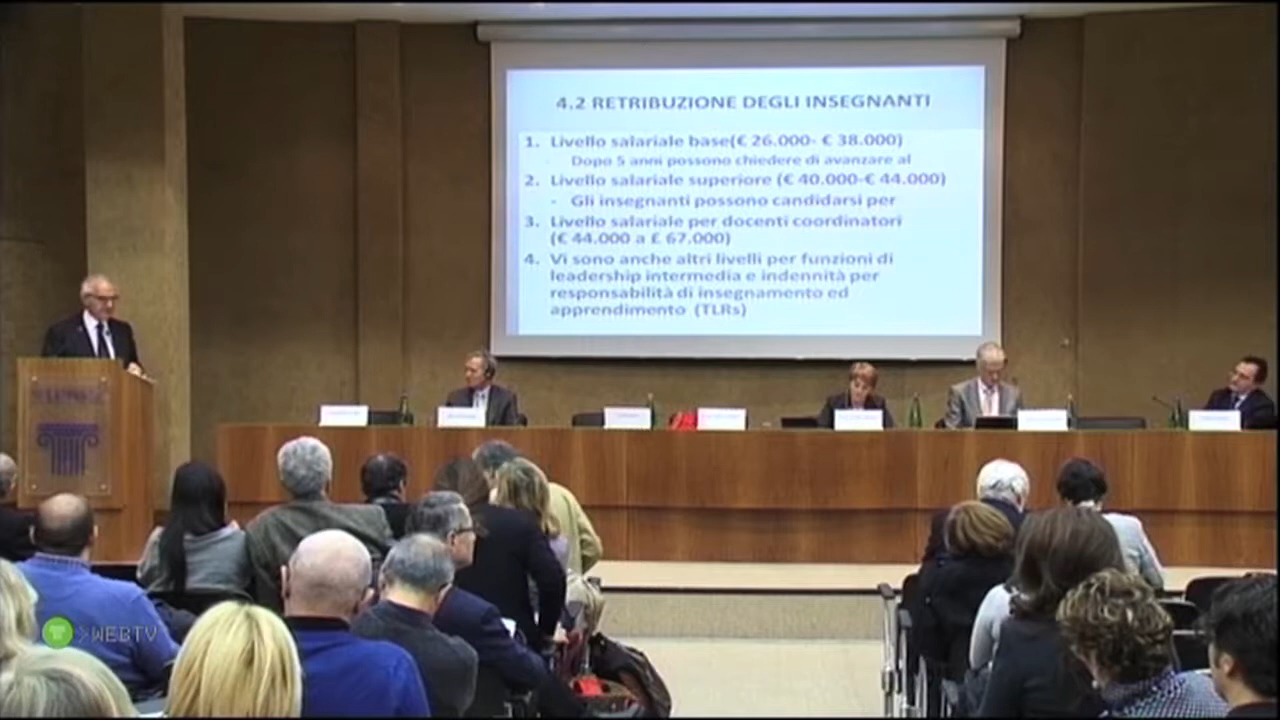 4.2 RETRIBUZIONE DEGLI INSEGNANTI
1. Livello salariale base(€ 26.000- € 38.000)
- Dopo 5 anni possono chiedere di avanzare al
2. Livello salariale superiore (€ 40.000-€ 44.000)
- Gli insegnanti possono candidarsi per
3. Livello salariale per docenti coordinatori
(€ 44.000 a £ 67.000)
4. Vi sono anche altri livelli per funzioni di
leadership intermedia e indennità per
responsabilità di insegnamento ed
apprendimento (TLRs)
>WEBTV